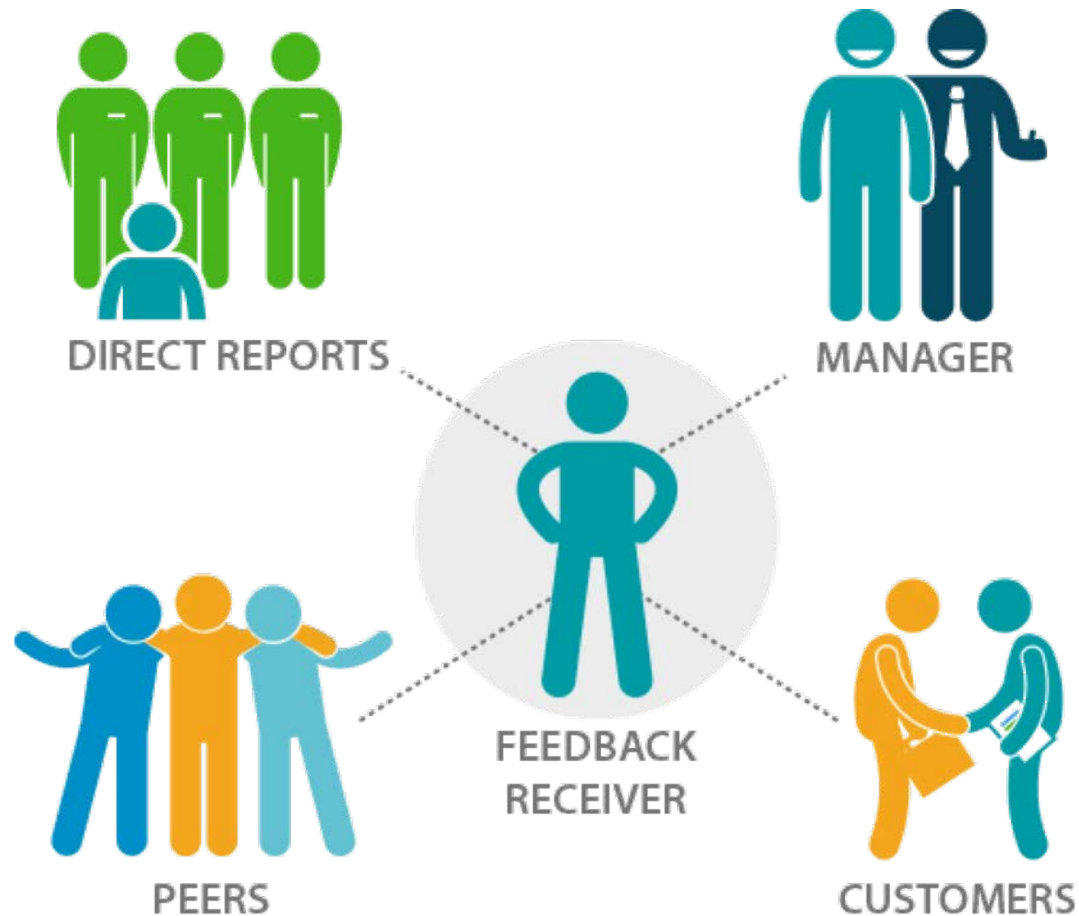 DIRECT REPORTS
MANAGER
FEEDBACK
RECEIVER
PEERS
CUSTOMERS